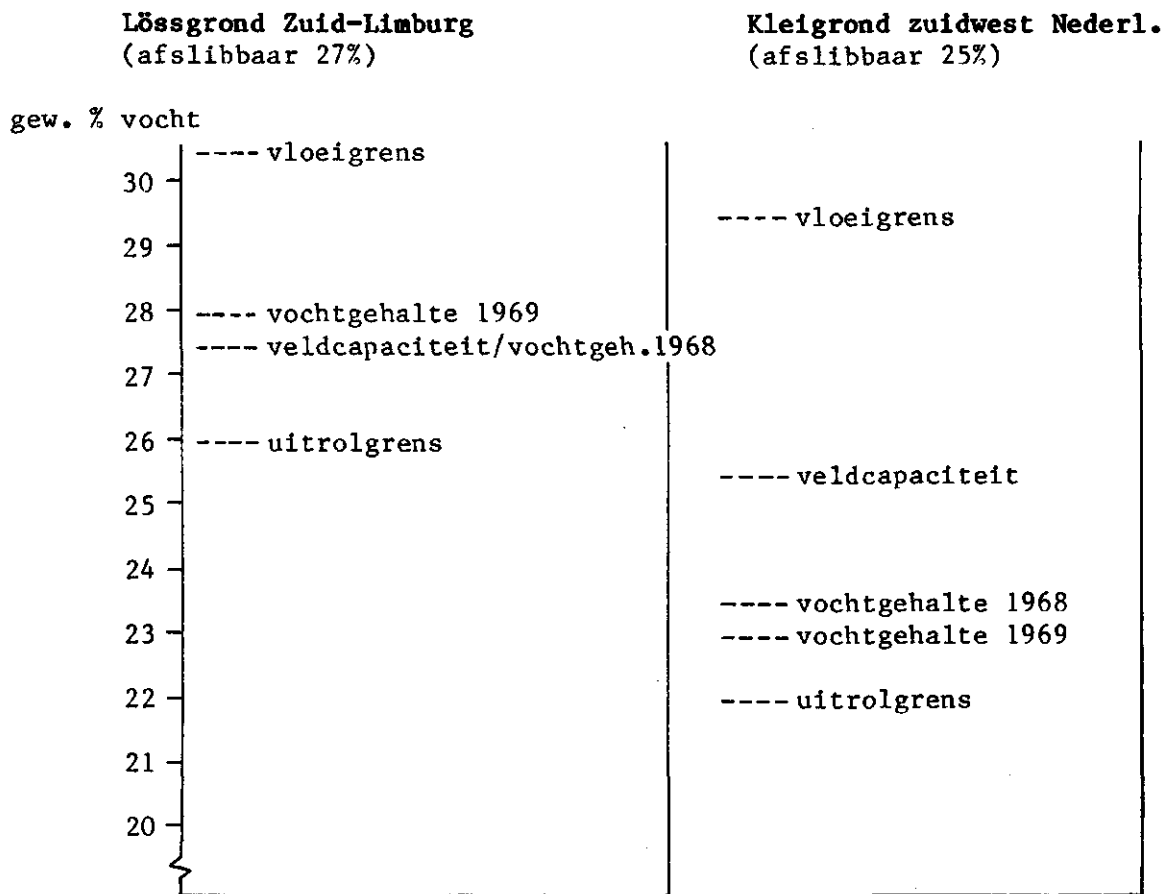 Lössgrond Zuid-Limburg
(afslibbaar 27%)
Kleigrond zuidwest Nederl.
(afslibbaar 25%)
gew. % vocht
30
29
28
27
26
25
24
23
22
21
20
---- vloeigrens
---- vochtgehalte 1969
---- veldcapaciteit/vochtgeh.1968
---- uitrolgrens
---- vloeigrens
---- veldcapaciteit
---- vochtgehalte 1968
---- vochtgehalte 1969
---- uitrolgrens